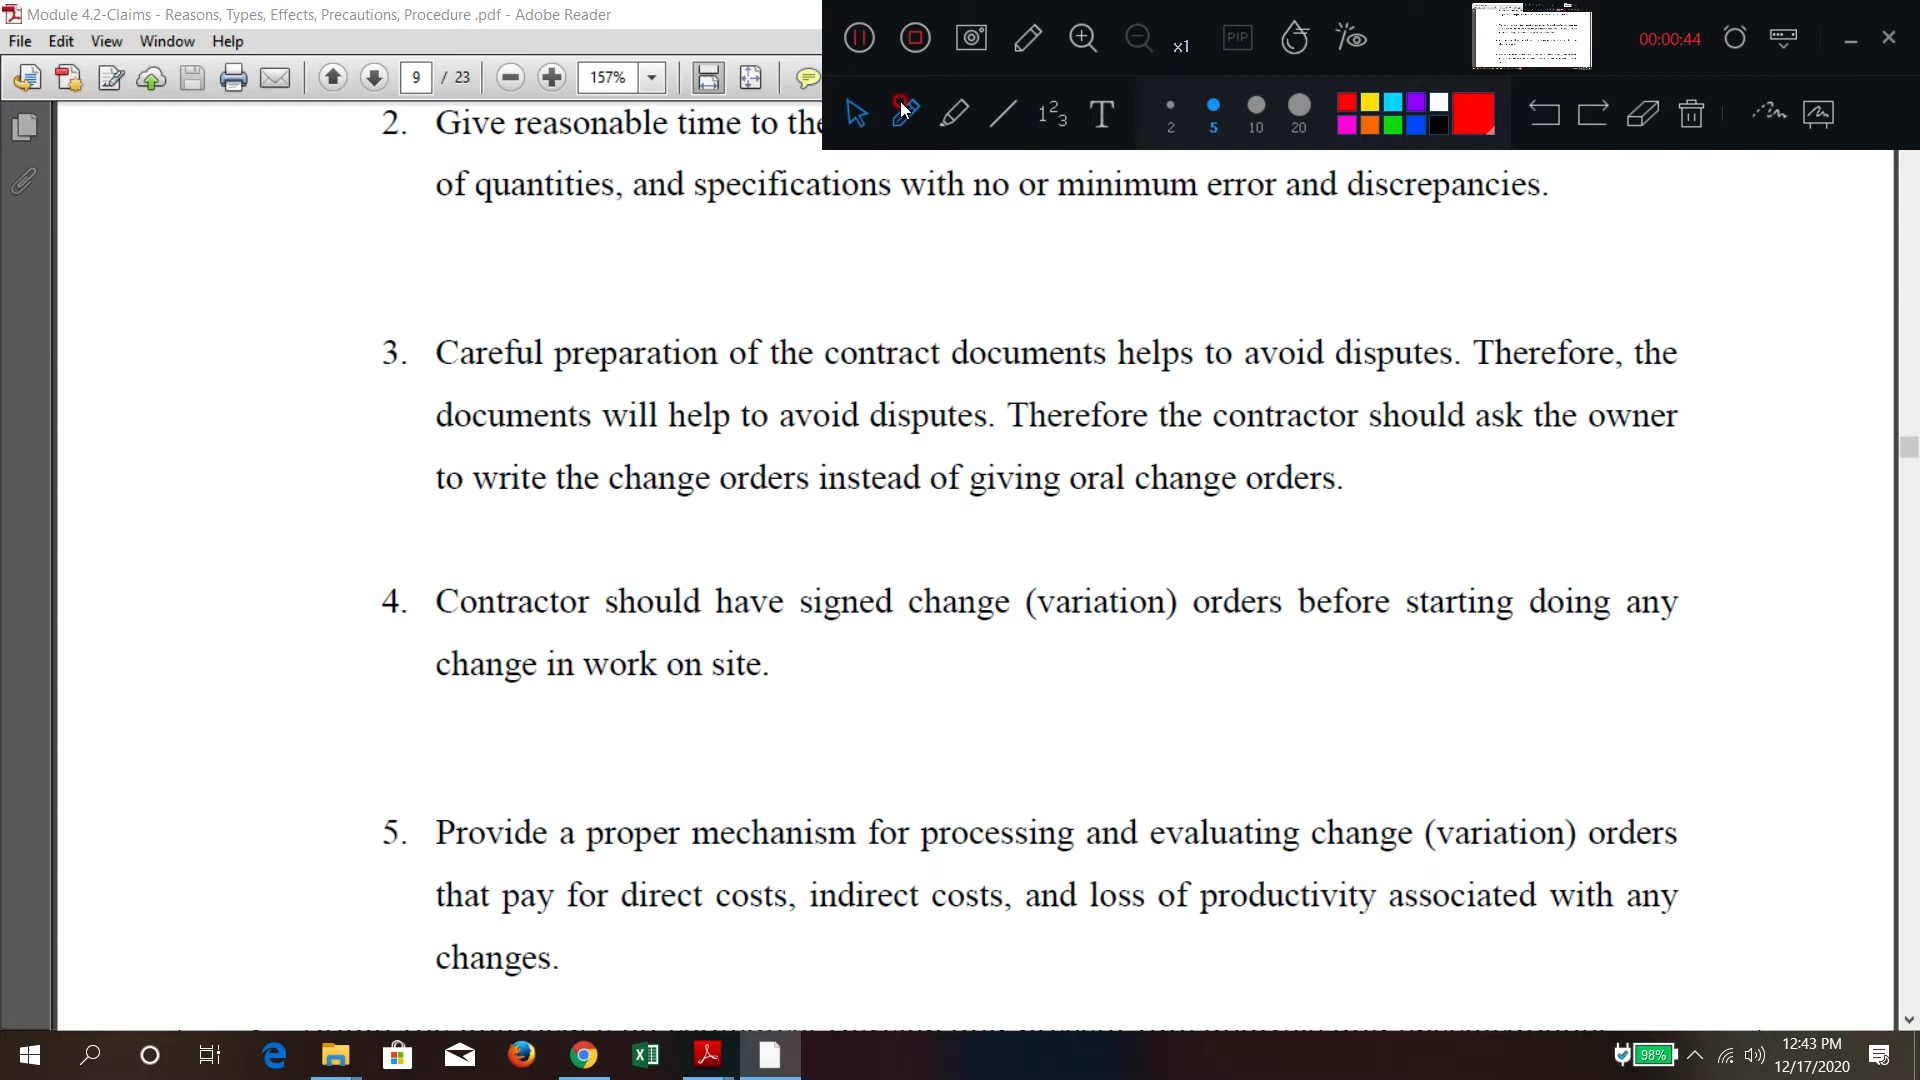 Module 4.2-Claims - Reasons, Types, Effects, Precautions, Procedure .pdf - Adobe Reader
File Edit View Window Help
9 / 23 157%
x1 PIP 00:00:44
1 2 3 T 2 5 10 20
2. Give reasonable time to the
of quantities, and specifications with no or minimum error and discrepancies.
3. Careful preparation of the contract documents helps to avoid disputes. Therefore, the
documents will help to avoid disputes. Therefore the contractor should ask the owner
to write the change orders instead of giving oral change orders.
4. Contractor should have signed change (variation) orders before starting doing any
change in work on site.
5. Provide a proper mechanism for processing and evaluating change (variation) orders
that pay for direct costs, indirect costs, and loss of productivity associated with any
changes.
98%
12:43 PM
12/17/2020